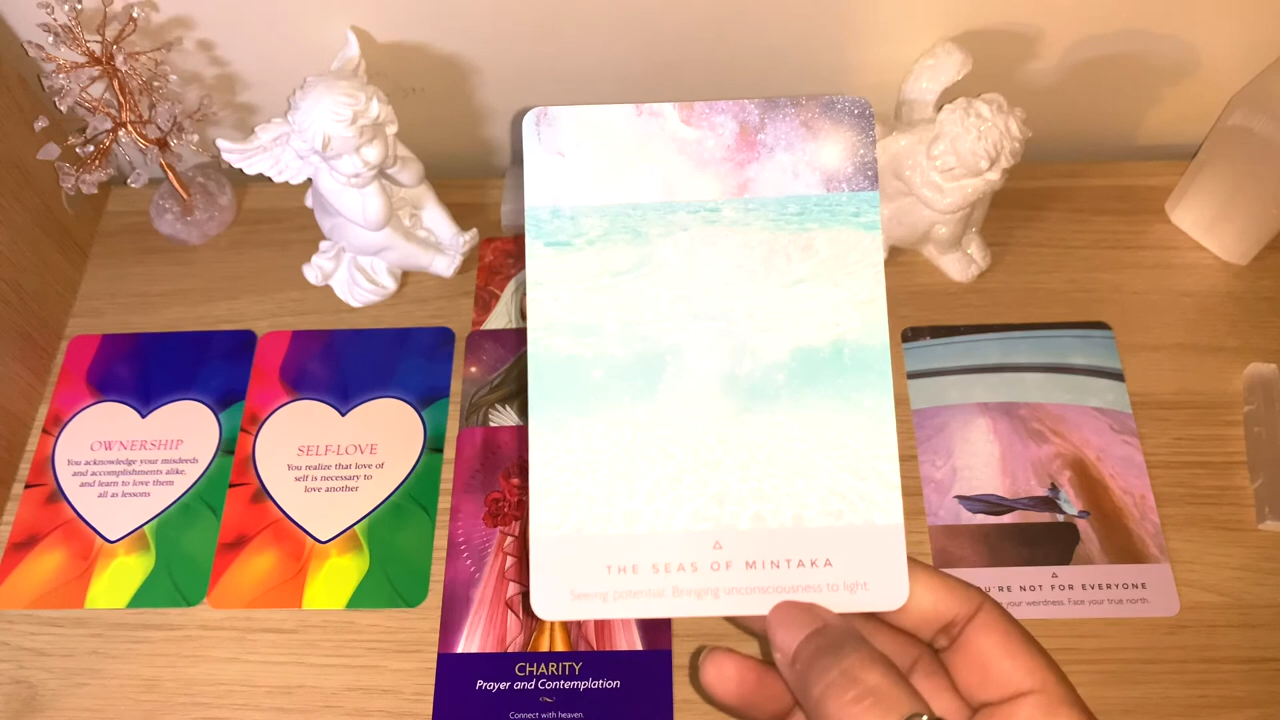 OWNERSHIP
You acknowledge your misdeeds
and accomplishments alike,
and learn to love them
all as lessons
SELF-LOVE
You realize that love of
self is necessary to
love another
THE SEAS OF MINTAKA
Seeing potential. Bringing unconsciousness to light.
CHARITY
Prayer and Contemplation
Connect with heaven.
OU'RE NOT FOR EVERYONE
your weirdness. Face your true north.